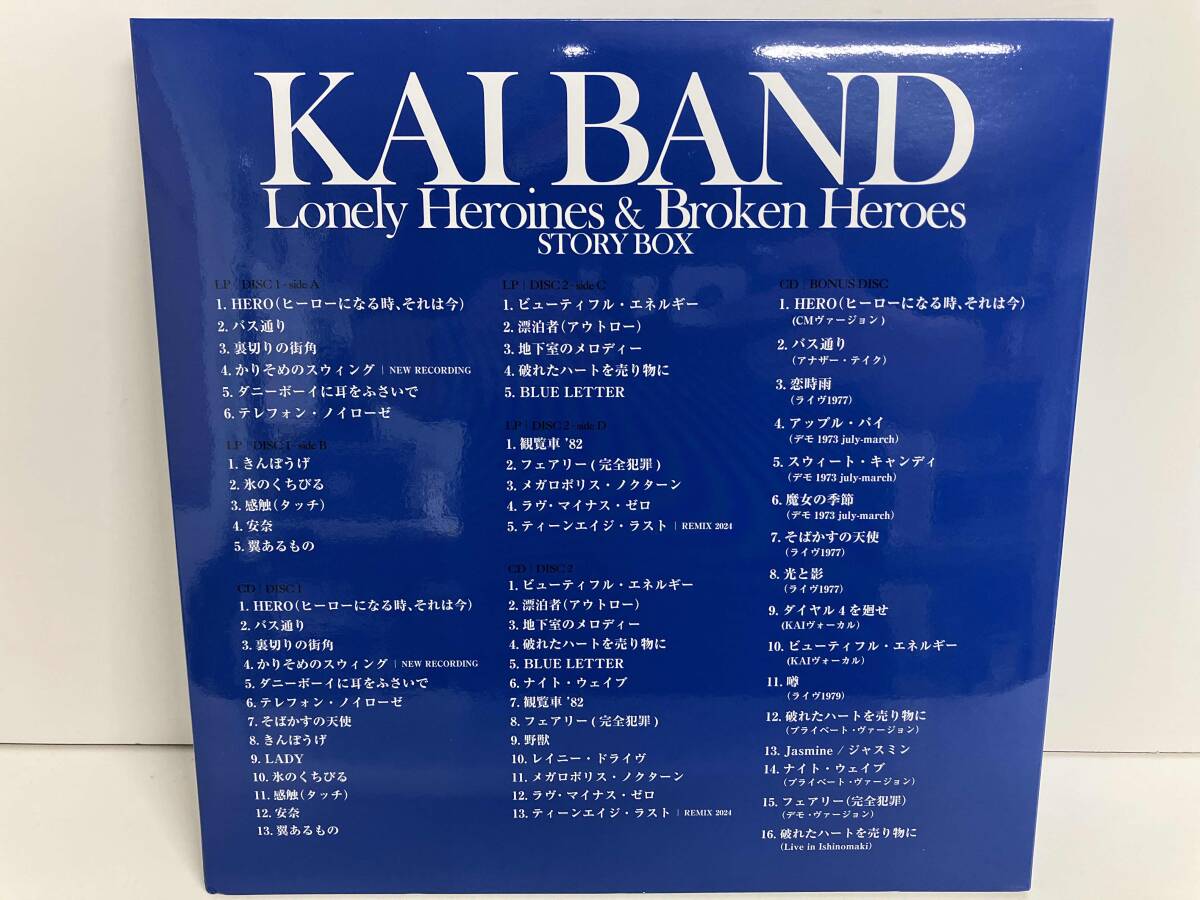 KAI BAND
Lonely Heroines & Broken Heroes
STORY BOX
LP | DISC 1 - side A
1. HERO(ヒーローになる時、それは今)
2. バス通り
3. 裏切りの街角
4. かりそめのスウィング | NEW RECORDING
5. ダニーボーイに耳をふさいで
6. テレフォン・ノイローゼ
LP | DISC 1 - side B
1. きんぽうげ
2. 氷のくちびる
3. 感触(タッチ)
4. 安奈
5. 翼あるもの
CD | DISC 1
1. HERO(ヒーローになる時、それは今)
2. バス通り
3. 裏切りの街角
4. かりそめのスウィング | NEW RECORDING
5. ダニーボーイに耳をふさいで
6. テレフォン・ノイローゼ
7. そばかすの天使
8. きんぽうげ
9. LADY
10. 氷のくちびる
11. 感触(タッチ)
12. 安奈
13. 翼あるもの
LP | DISC 2 - side C
1. ビューティフル・エネルギー
2. 漂泊者(アウトロー)
3. 地下室のメロディー
4. 破れたハートを売り物に
5. BLUE LETTER
LP | DISC 2 - side D
1. 観覧車 '82
2. フェアリー(完全犯罪)
3. メガロポリス・ノクターン
4. ラヴ・マイナス・ゼロ
5. ティーンエイジ・ラスト | REMIX 2024
CD | DISC 2
1. ビューティフル・エネルギー
2. 漂泊者(アウトロー)
3. 地下室のメロディー
4. 破れたハートを売り物に
5. BLUE LETTER
6. ナイト・ウェイブ
7. 観覧車 '82
8. フェアリー(完全犯罪)
9. 野獣
10. レイニー・ドライヴ
11. メガロポリス・ノクターン
12. ラヴ・マイナス・ゼロ
13. ティーンエイジ・ラスト | REMIX 2024
CD | BONUS DISC
1. HERO(ヒーローになる時、それは今)
(CMヴァージョン)
2. バス通り
(アナザー・テイク)
3. 恋時雨
(ライヴ1977)
4. アップル・パイ
(デモ 1973 july-march)
5. スウィート・キャンディ
(デモ 1973 july-march)
6. 魔女の季節
(デモ 1973 july-march)
7. そばかすの天使
(ライヴ1977)
8. 光と影
(ライヴ1977)
9. ダイヤル 4 を廻せ
(KAIヴォーカル)
10. ビューティフル・エネルギー
(KAIヴォーカル)
11. 噂
(ライヴ1979)
12. 破れたハートを売り物に
(プライベート・ヴァージョン)
13. Jasmine / ジャスミン
14. ナイト・ウェイブ
(プライベート・ヴァージョン)
15. フェアリー(完全犯罪)
(デモ・ヴァージョン)
16. 破れたハートを売り物に
(Live in Ishinomaki)